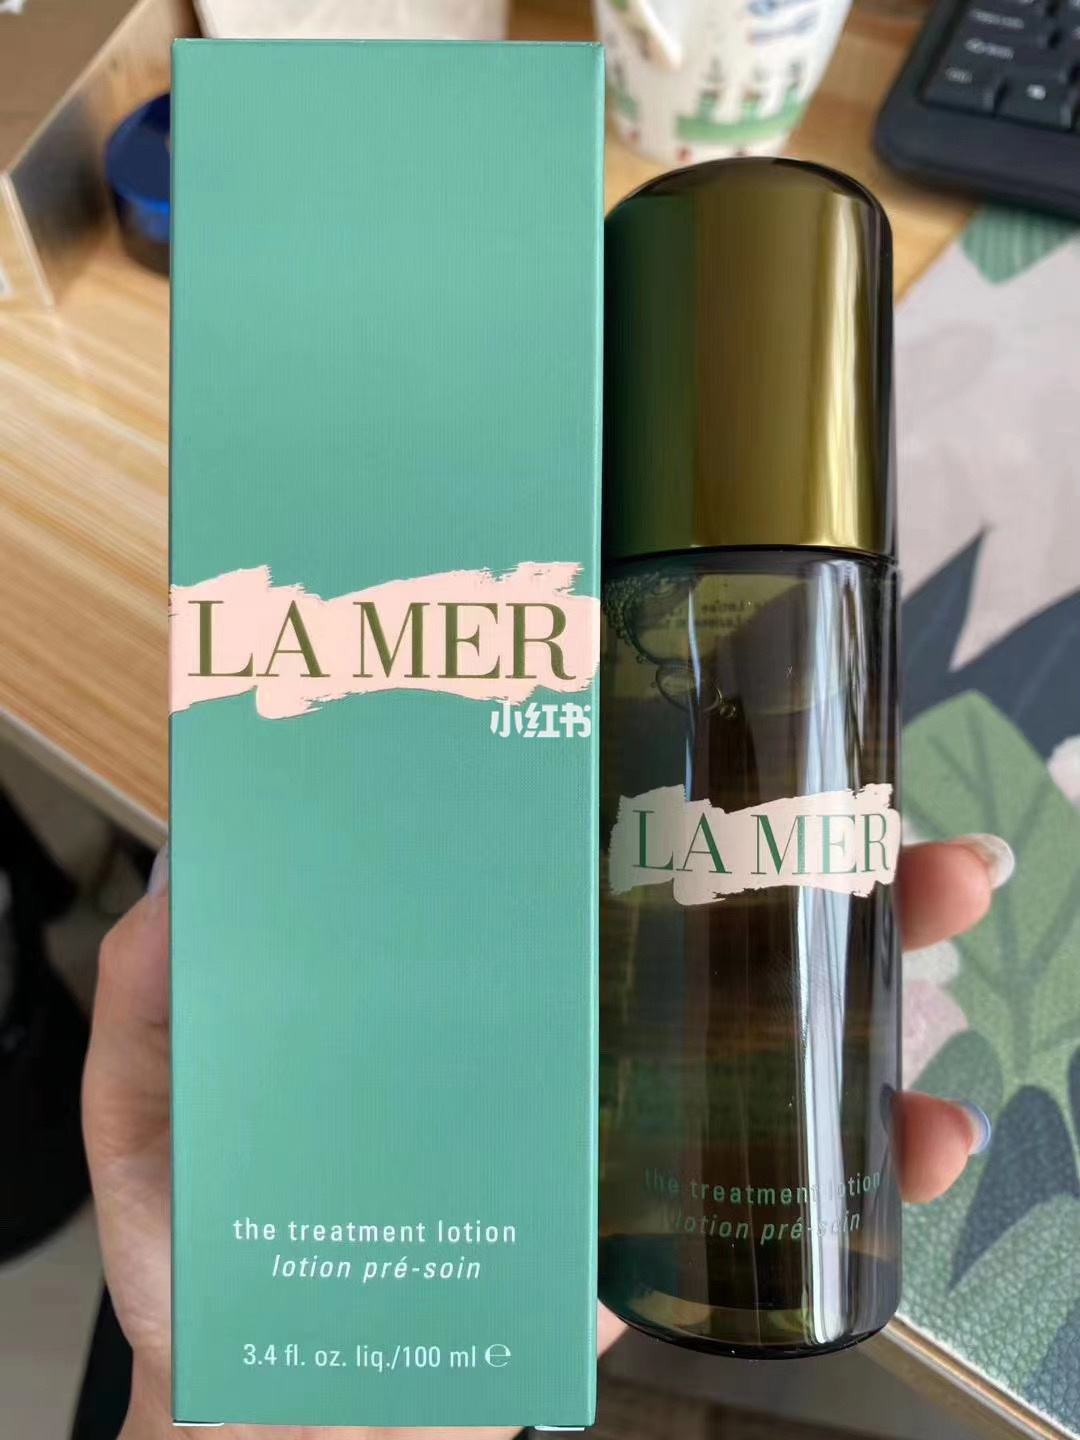 LA MER
小红书
the treatment lotion
lotion pré-soin
3.4 fl. oz. liq./100 ml ℮
LA MER
the treatment lotion
lotion pré-soin